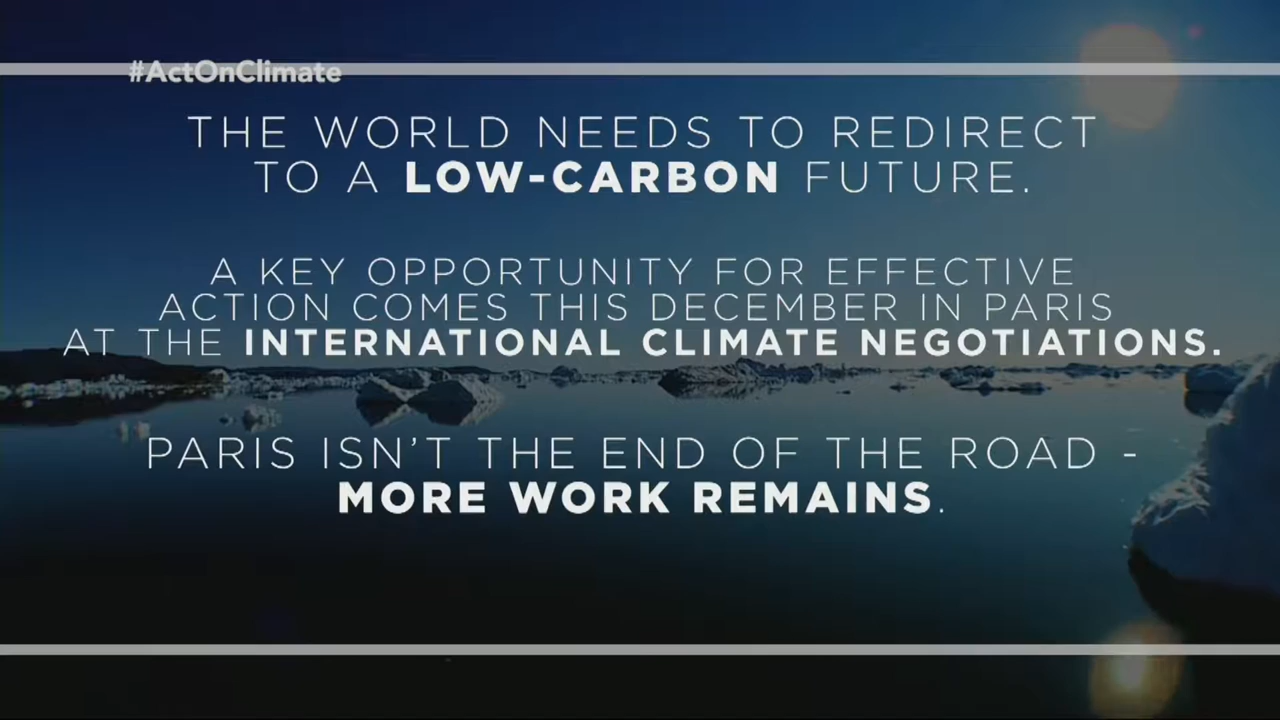 #ActOnClimate
THE WORLD NEEDS TO REDIRECT
TO A LOW-CARBON FUTURE.
A KEY OPPORTUNITY FOR EFFECTIVE
ACTION COMES THIS DECEMBER IN PARIS
AT THE INTERNATIONAL CLIMATE NEGOTIATIONS.
PARIS ISN'T THE END OF THE ROAD -
MORE WORK REMAINS.